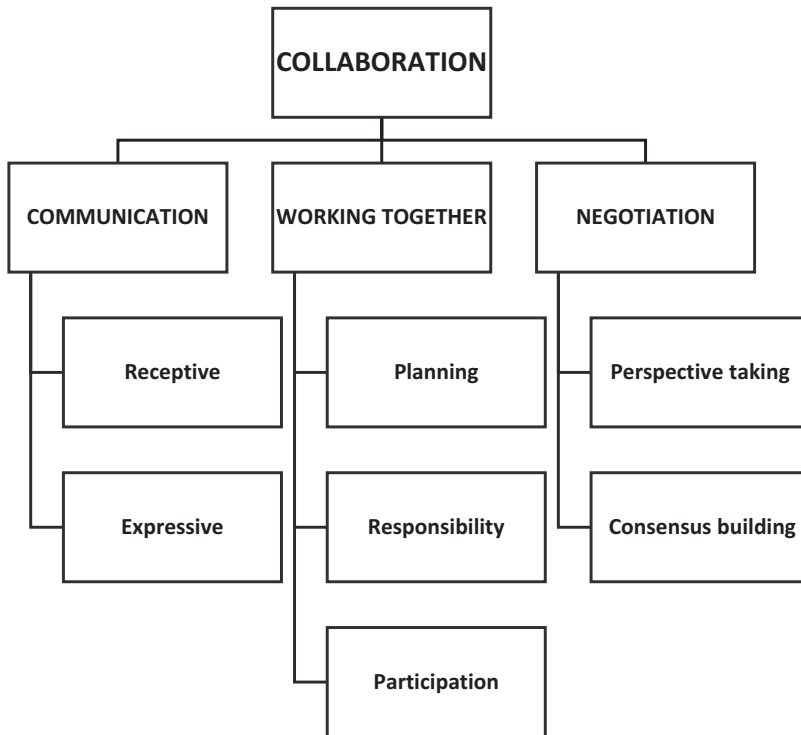 COLLABORATION
COMMUNICATION
WORKING TOGETHER
NEGOTIATION
Receptive
Planning
Perspective taking
Expressive
Responsibility
Consensus building
Participation